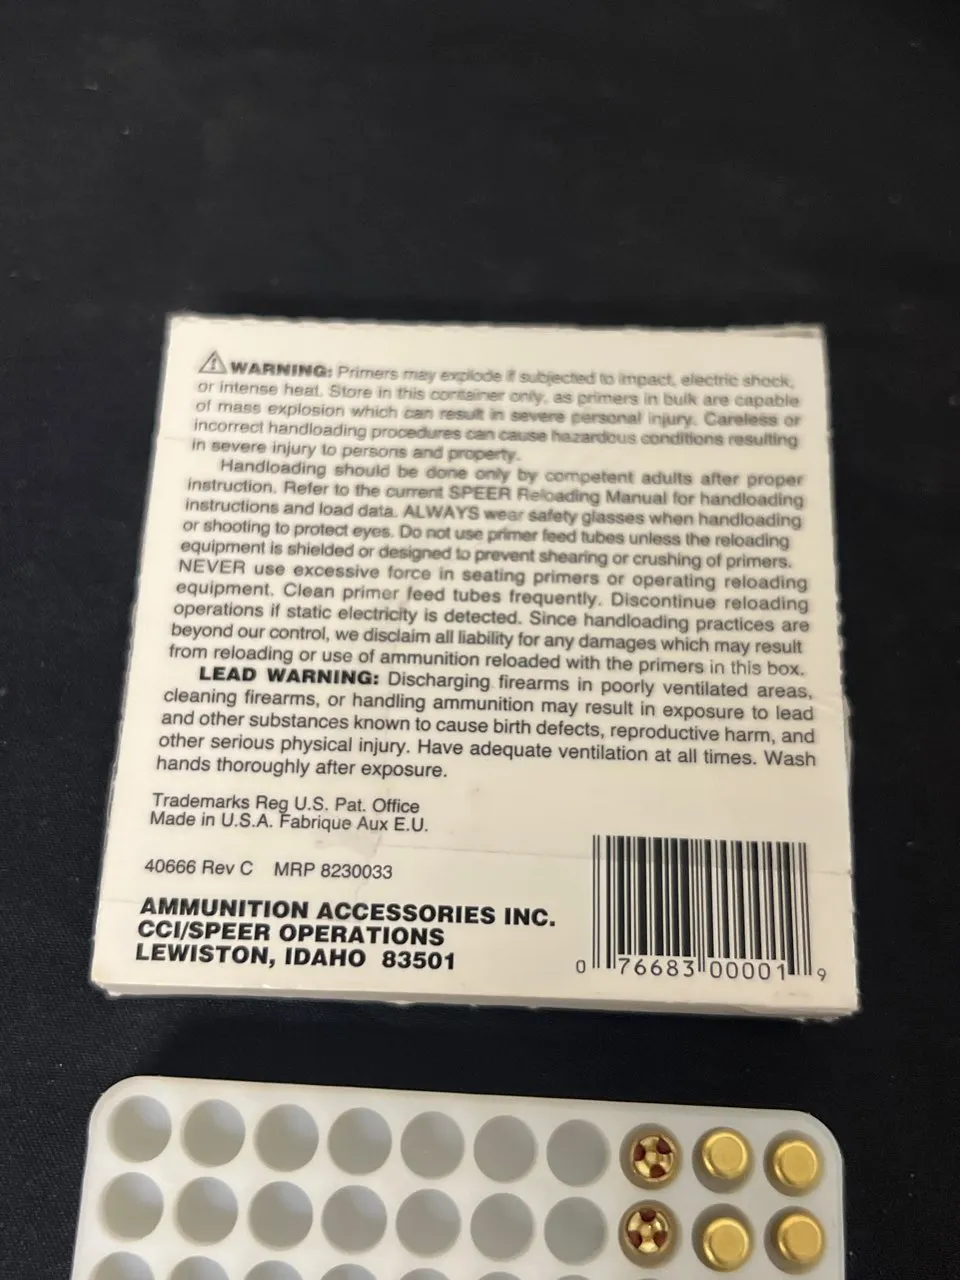 ⚠ WARNING: Primers may explode if subjected to impact, electric shock,
or intense heat. Store in this container only, as primers in bulk are capable
of mass explosion which can result in severe personal injury. Careless or
incorrect handloading procedures can cause hazardous conditions resulting
in severe injury to persons and property.
Handloading should be done only by competent adults after proper
instruction. Refer to the current SPEER Reloading Manual for handloading
instructions and load data. ALWAYS wear safety glasses when handloading
or shooting to protect eyes. Do not use primer feed tubes unless the reloading
equipment is shielded or designed to prevent shearing or crushing of primers.
NEVER use excessive force in seating primers or operating reloading
equipment. Clean primer feed tubes frequently. Discontinue reloading
operations if static electricity is detected. Since handloading practices are
beyond our control, we disclaim all liability for any damages which may result
from reloading or use of ammunition reloaded with the primers in this box.
LEAD WARNING: Discharging firearms in poorly ventilated areas,
cleaning firearms, or handling ammunition may result in exposure to lead
and other substances known to cause birth defects, reproductive harm, and
other serious physical injury. Have adequate ventilation at all times. Wash
hands thoroughly after exposure.
Trademarks Reg U.S. Pat. Office
Made in U.S.A. Fabrique Aux E.U.
40666 Rev C MRP 8230033
AMMUNITION ACCESSORIES INC.
CCI/SPEER OPERATIONS
LEWISTON, IDAHO 83501
0 76683 00001 9